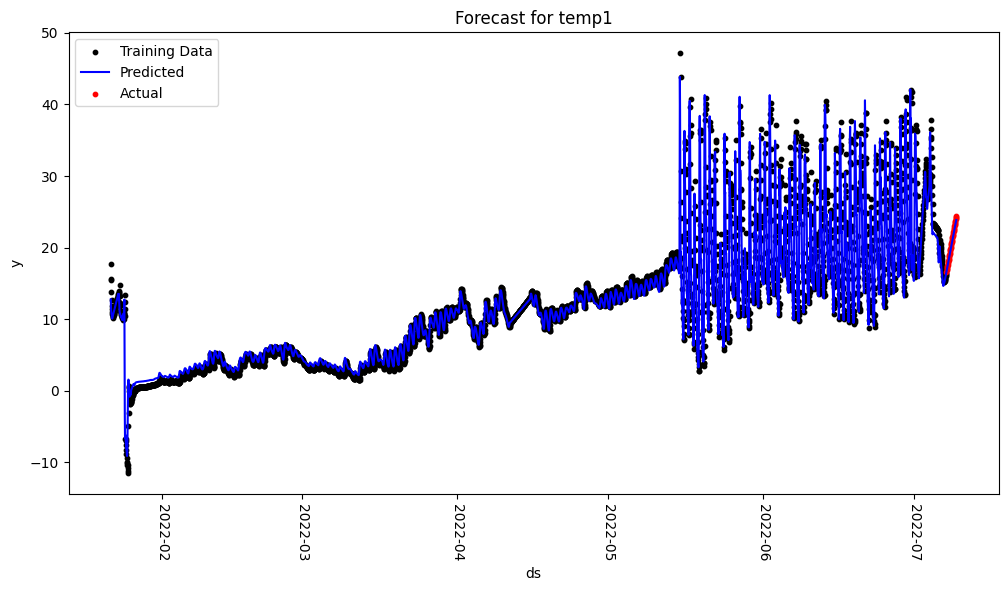 Forecast for temp1
50
40
30
20
10
0
−10
y
Training Data
Predicted
Actual
2022-02
2022-03
2022-04
2022-05
2022-06
2022-07
ds